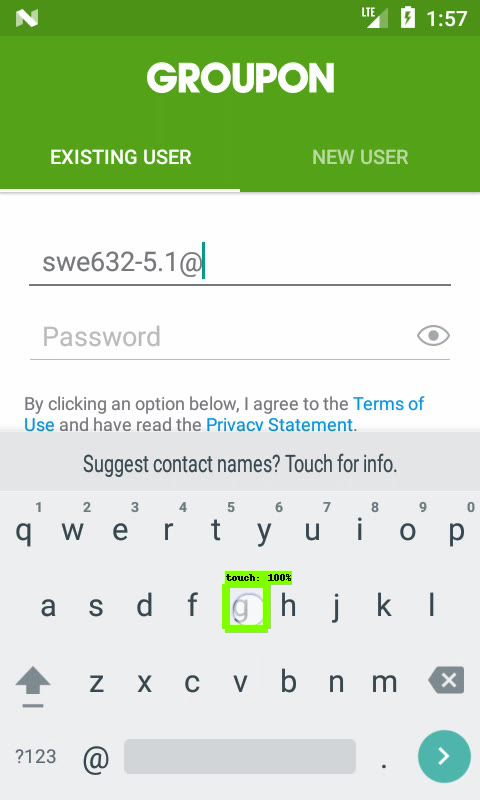 LTE 1:57
GROUPON
EXISTING USER NEW USER
swe632-5.1@
Password
By clicking an option below, I agree to the Terms of
Use and have read the Privacy Statement.
Suggest contact names? Touch for info.
1 2 3 4 5 6 7 8 9 0
q w e r t y u i o p
touch: 100%
a s d f g h j k l
z x c v b n m
?123 @ .